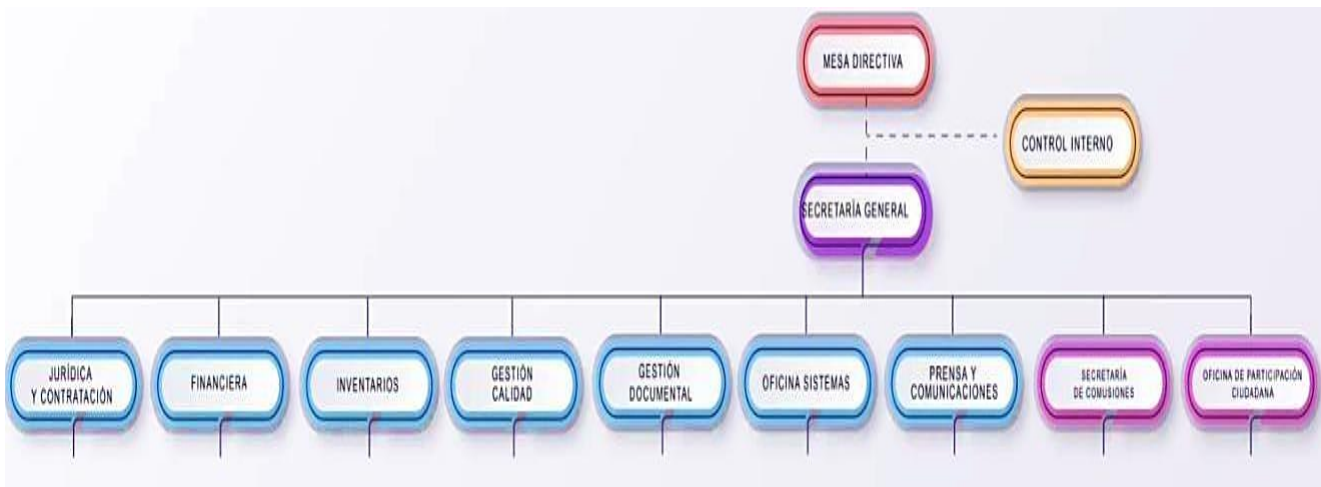 MESA DIRECTIVA
CONTROL INTERNO
SECRETARÍA GENERAL
JURÍDICA
Y CONTRATACIÓN
FINANCIERA
INVENTARIOS
GESTIÓN
CALIDAD
GESTIÓN
DOCUMENTAL
OFICINA SISTEMAS
PRENSA Y
COMUNICACIONES
SECRETARÍA
DE COMUSIONES
OFICINA DE PARTICIPACIÓN
CIUDADANA